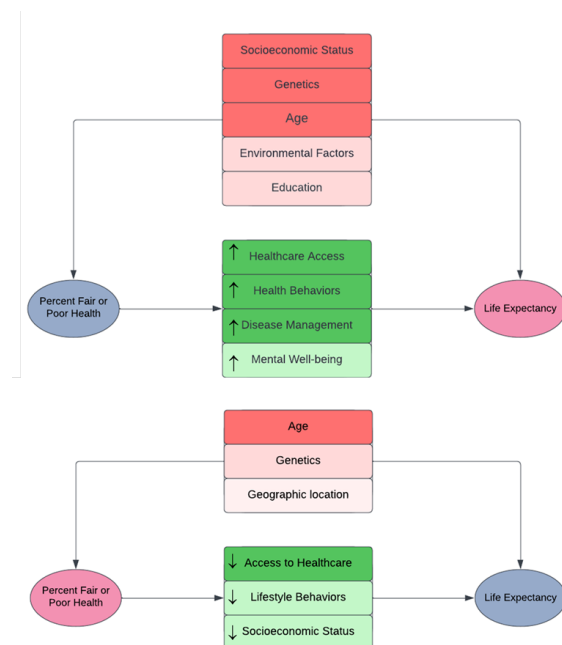 Socioeconomic Status
Genetics
Age
Environmental Factors
Education
↑ Healthcare Access
↑ Health Behaviors
↑ Disease Management
↑ Mental Well-being
Percent Fair or
Poor Health
Life Expectancy
Age
Genetics
Geographic location
↓ Access to Healthcare
↓ Lifestyle Behaviors
↓ Socioeconomic Status
Percent Fair or
Poor Health
Life Expectancy